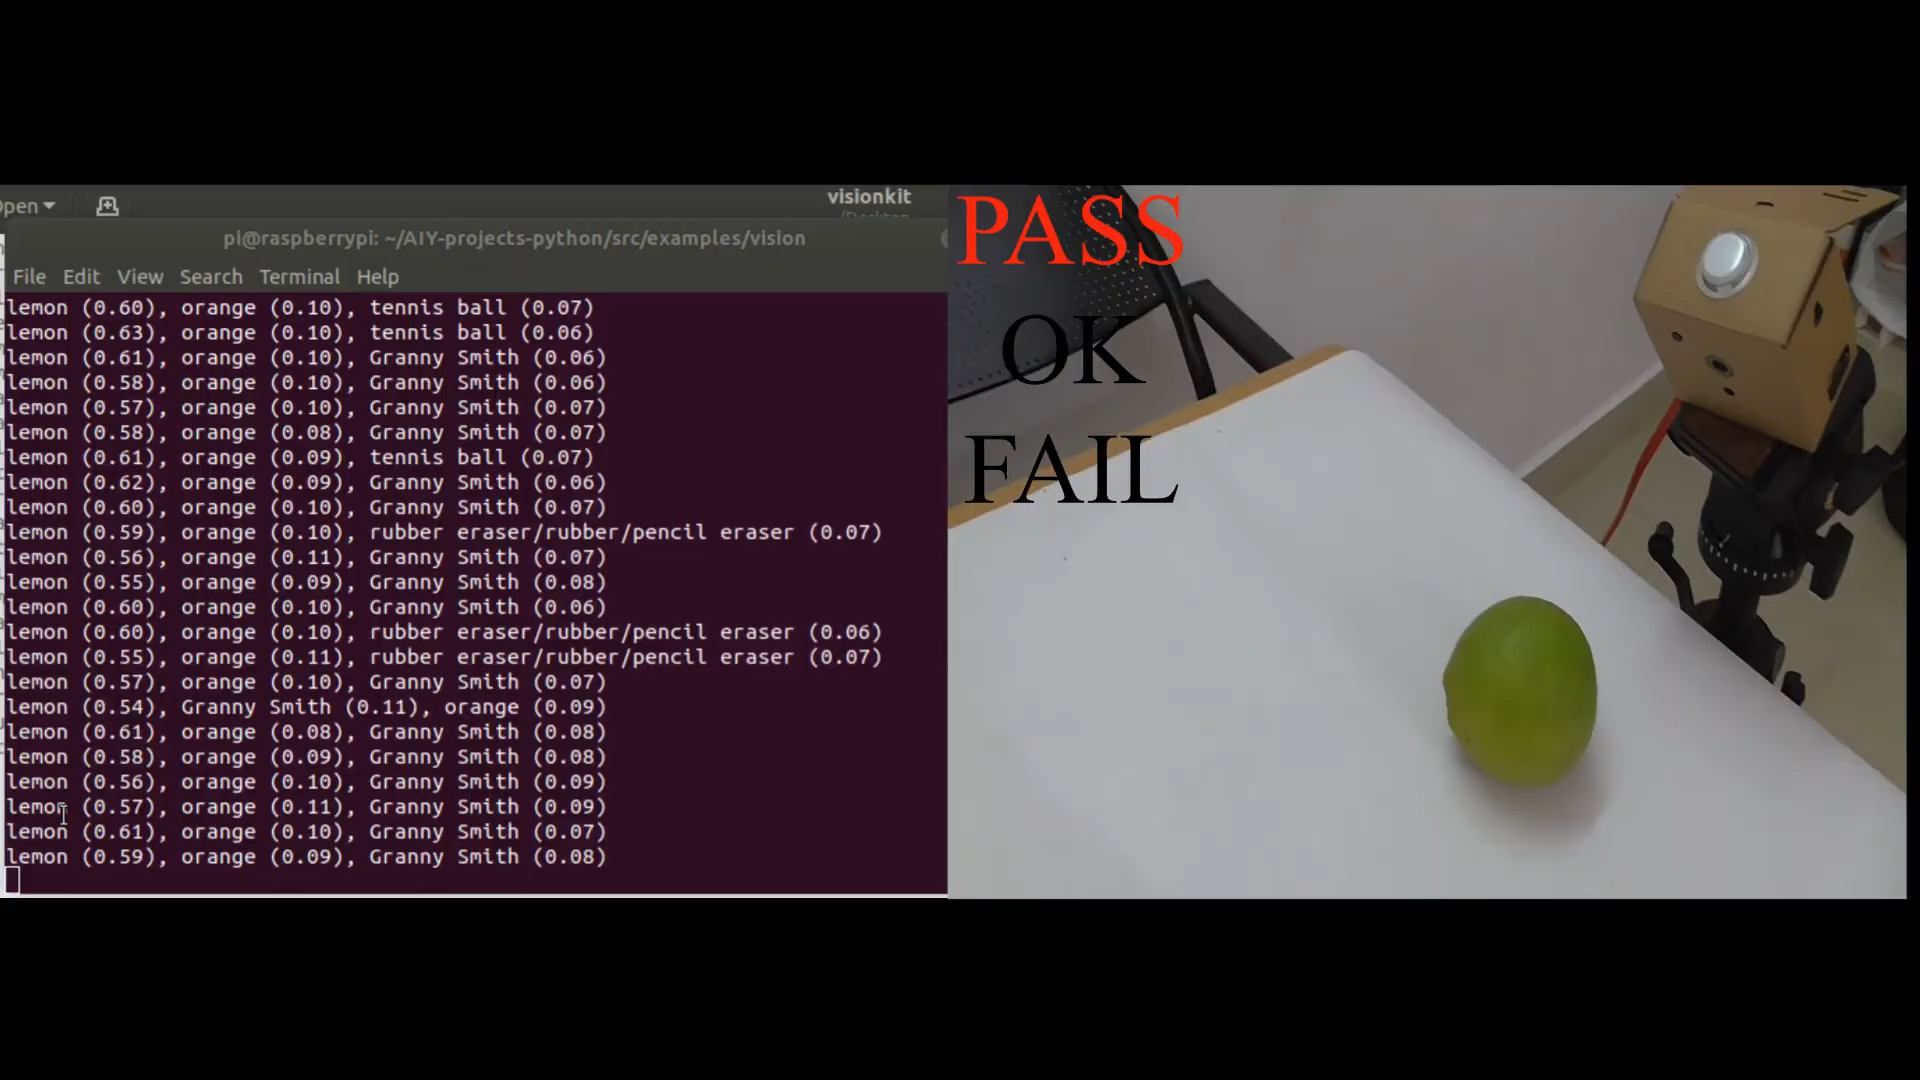 Open
visionkit
pi@raspberrypi: ~/AIY-projects-python/src/examples/vision
File Edit View Search Terminal Help
lemon (0.60), orange (0.10), tennis ball (0.07)
lemon (0.63), orange (0.10), tennis ball (0.06)
lemon (0.61), orange (0.10), Granny Smith (0.06)
lemon (0.58), orange (0.10), Granny Smith (0.06)
lemon (0.57), orange (0.10), Granny Smith (0.07)
lemon (0.58), orange (0.08), Granny Smith (0.07)
lemon (0.61), orange (0.09), tennis ball (0.07)
lemon (0.62), orange (0.09), Granny Smith (0.06)
lemon (0.60), orange (0.10), Granny Smith (0.07)
lemon (0.59), orange (0.10), rubber eraser/rubber/pencil eraser (0.07)
lemon (0.56), orange (0.11), Granny Smith (0.07)
lemon (0.55), orange (0.09), Granny Smith (0.08)
lemon (0.60), orange (0.10), Granny Smith (0.06)
lemon (0.60), orange (0.10), rubber eraser/rubber/pencil eraser (0.06)
lemon (0.55), orange (0.11), rubber eraser/rubber/pencil eraser (0.07)
lemon (0.57), orange (0.10), Granny Smith (0.07)
lemon (0.54), Granny Smith (0.11), orange (0.09)
lemon (0.61), orange (0.08), Granny Smith (0.08)
lemon (0.58), orange (0.09), Granny Smith (0.08)
lemon (0.56), orange (0.10), Granny Smith (0.09)
lemon (0.57), orange (0.11), Granny Smith (0.09)
lemon (0.61), orange (0.10), Granny Smith (0.07)
lemon (0.59), orange (0.09), Granny Smith (0.08)
PASS
OK
FAIL